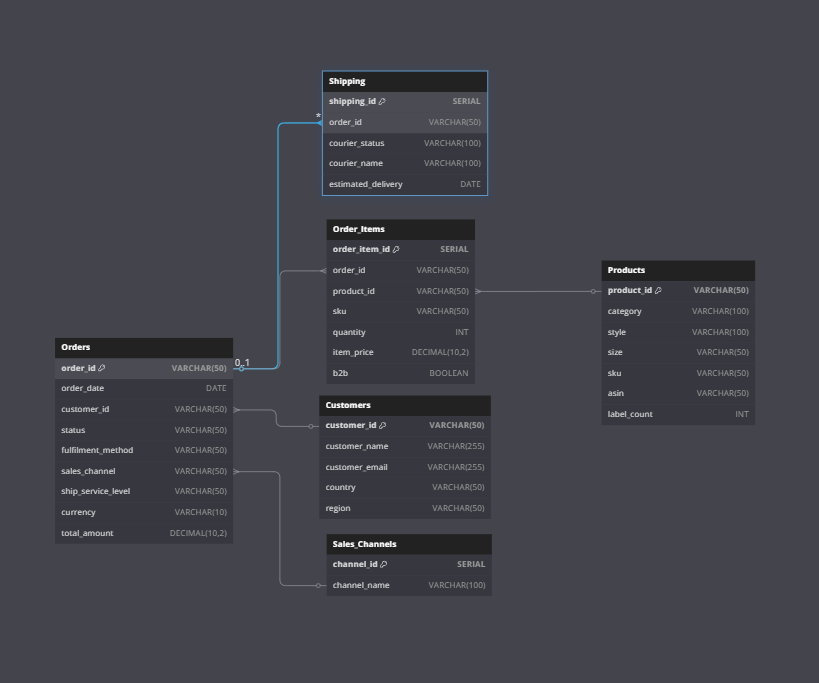 Shipping
shipping_id SERIAL
* order_id VARCHAR(50)
courier_status VARCHAR(100)
courier_name VARCHAR(100)
estimated_delivery DATE
Order_Items
order_item_id SERIAL
order_id VARCHAR(50)
product_id VARCHAR(50)
sku VARCHAR(50)
quantity INT
item_price DECIMAL(10,2)
b2b BOOLEAN
Products
product_id VARCHAR(50)
category VARCHAR(100)
style VARCHAR(100)
size VARCHAR(50)
sku VARCHAR(50)
asin VARCHAR(50)
label_count INT
Orders
order_id VARCHAR(50) 0..1
order_date DATE
customer_id VARCHAR(50)
status VARCHAR(50)
fulfilment_method VARCHAR(50)
sales_channel VARCHAR(50)
ship_service_level VARCHAR(50)
currency VARCHAR(10)
total_amount DECIMAL(10,2)
Customers
customer_id VARCHAR(50)
customer_name VARCHAR(255)
customer_email VARCHAR(255)
country VARCHAR(50)
region VARCHAR(50)
Sales_Channels
channel_id SERIAL
channel_name VARCHAR(100)